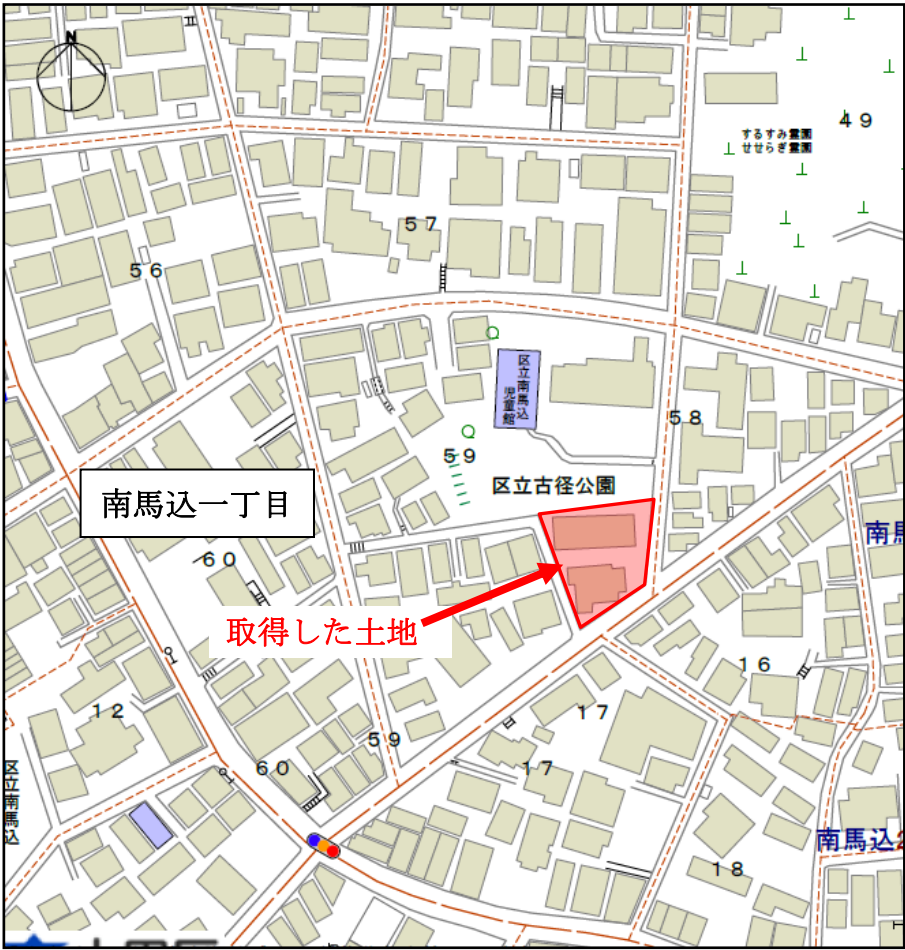 N
49
するすみ霊園
せせらぎ霊園
57
56
区立南馬込
児童館
58
59
区立古径公園
南馬込一丁目
南馬
60
取得した土地
16
12
17
59
60
17
区立南馬込
南馬込2
18